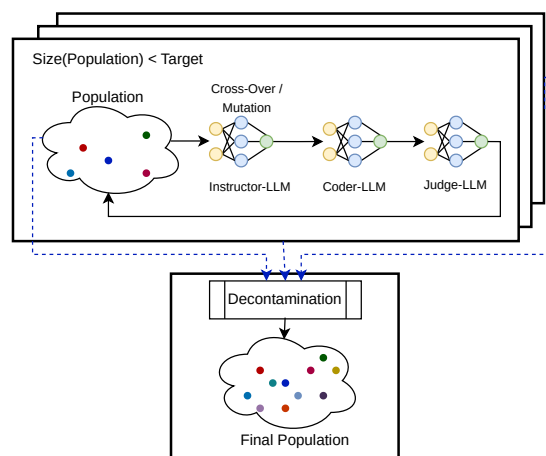 Size(Population) < Target
Population
Cross-Over /
Mutation
Instructor-LLM
Coder-LLM
Judge-LLM
Decontamination
Final Population